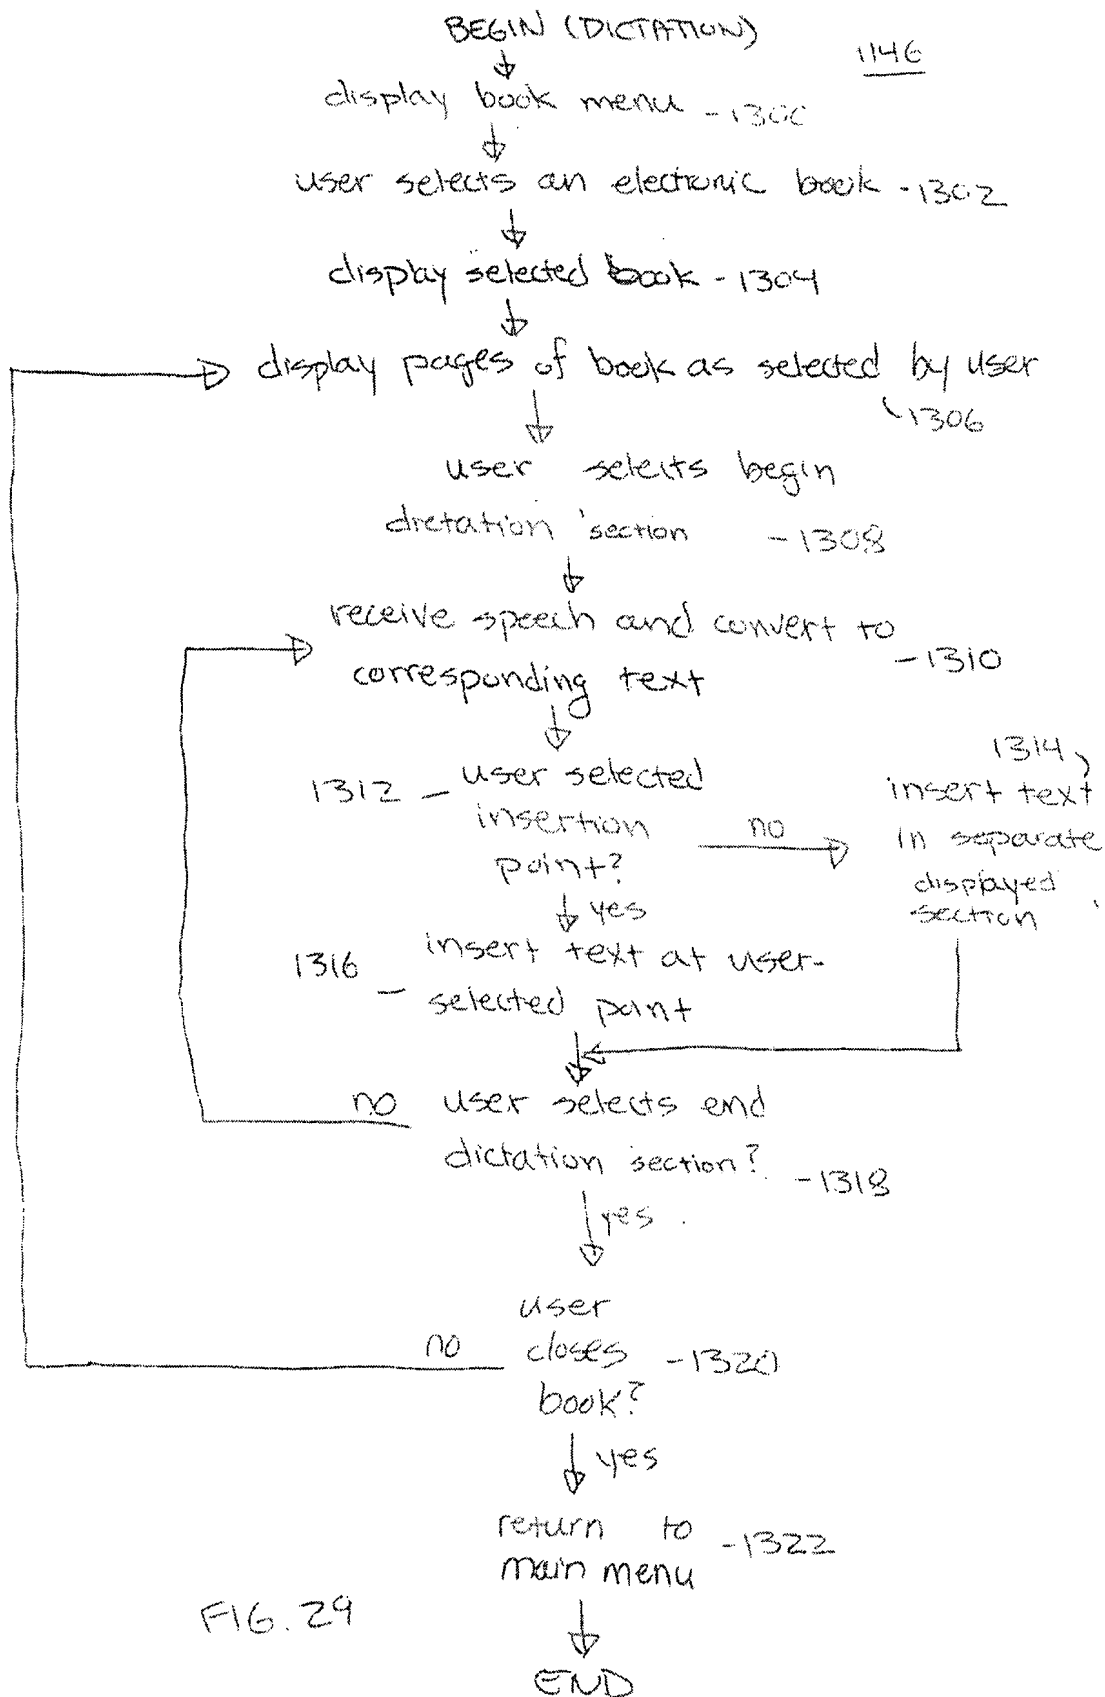 BEGIN (DICTATION)
1146
display book menu - 1300
user selects an electronic book - 1302
display selected book - 1304
display pages of book as selected by user
1306
user selects begin
dictation section - 1308
receive speech and convert to
- 1310
corresponding text
1312 - user selected
insertion
point?
no
1314
insert text
in separate
displayed
section
yes
1316 - insert text at user-
selected point
no user selects end
dictation section? - 1318
yes
user
no closes - 1320
book?
yes
return to
main menu - 1322
FIG. 29
END